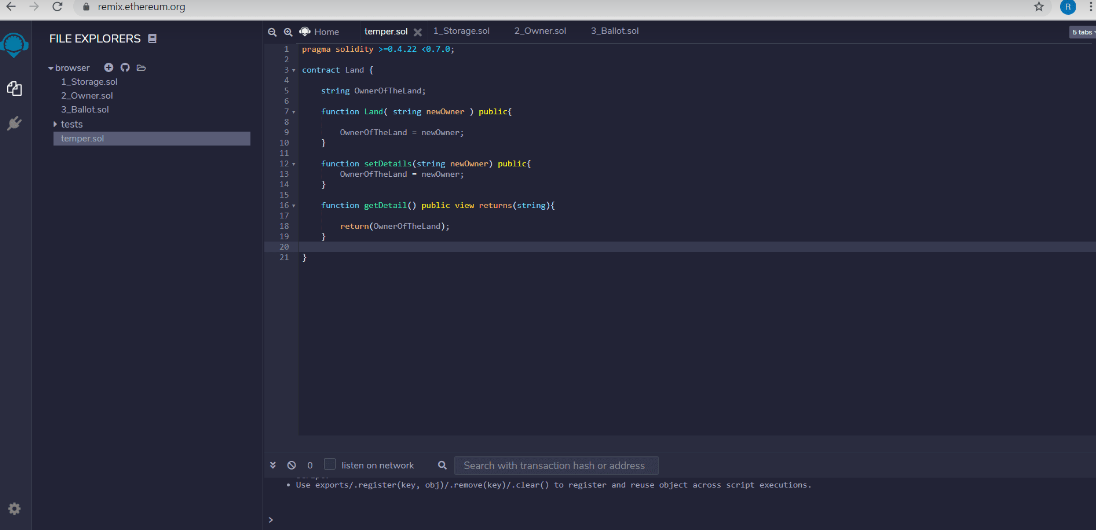 remix.ethereum.org
R
FILE EXPLORERS
browser
1_Storage.sol
2_Owner.sol
3_Ballot.sol
tests
temper.sol
Home
temper.sol
1_Storage.sol
2_Owner.sol
3_Ballot.sol
5 tabs
1 pragma solidity >=0.4.22 <0.7.0;
2
3 contract Land {
4
5 string OwnerOfTheLand;
6
7 function Land( string newOwner ) public{
8
9 OwnerOfTheLand = newOwner;
10 }
11
12 function setDetails(string newOwner) public{
13 OwnerOfTheLand = newOwner;
14 }
15
16 function getDetail() public view returns(string){
17
18 return(OwnerOfTheLand);
19 }
20
21 }
0 listen on network
Search with transaction hash or address
• Use exports/.register(key, obj)/.remove(key)/.clear() to register and reuse object across script executions.
>